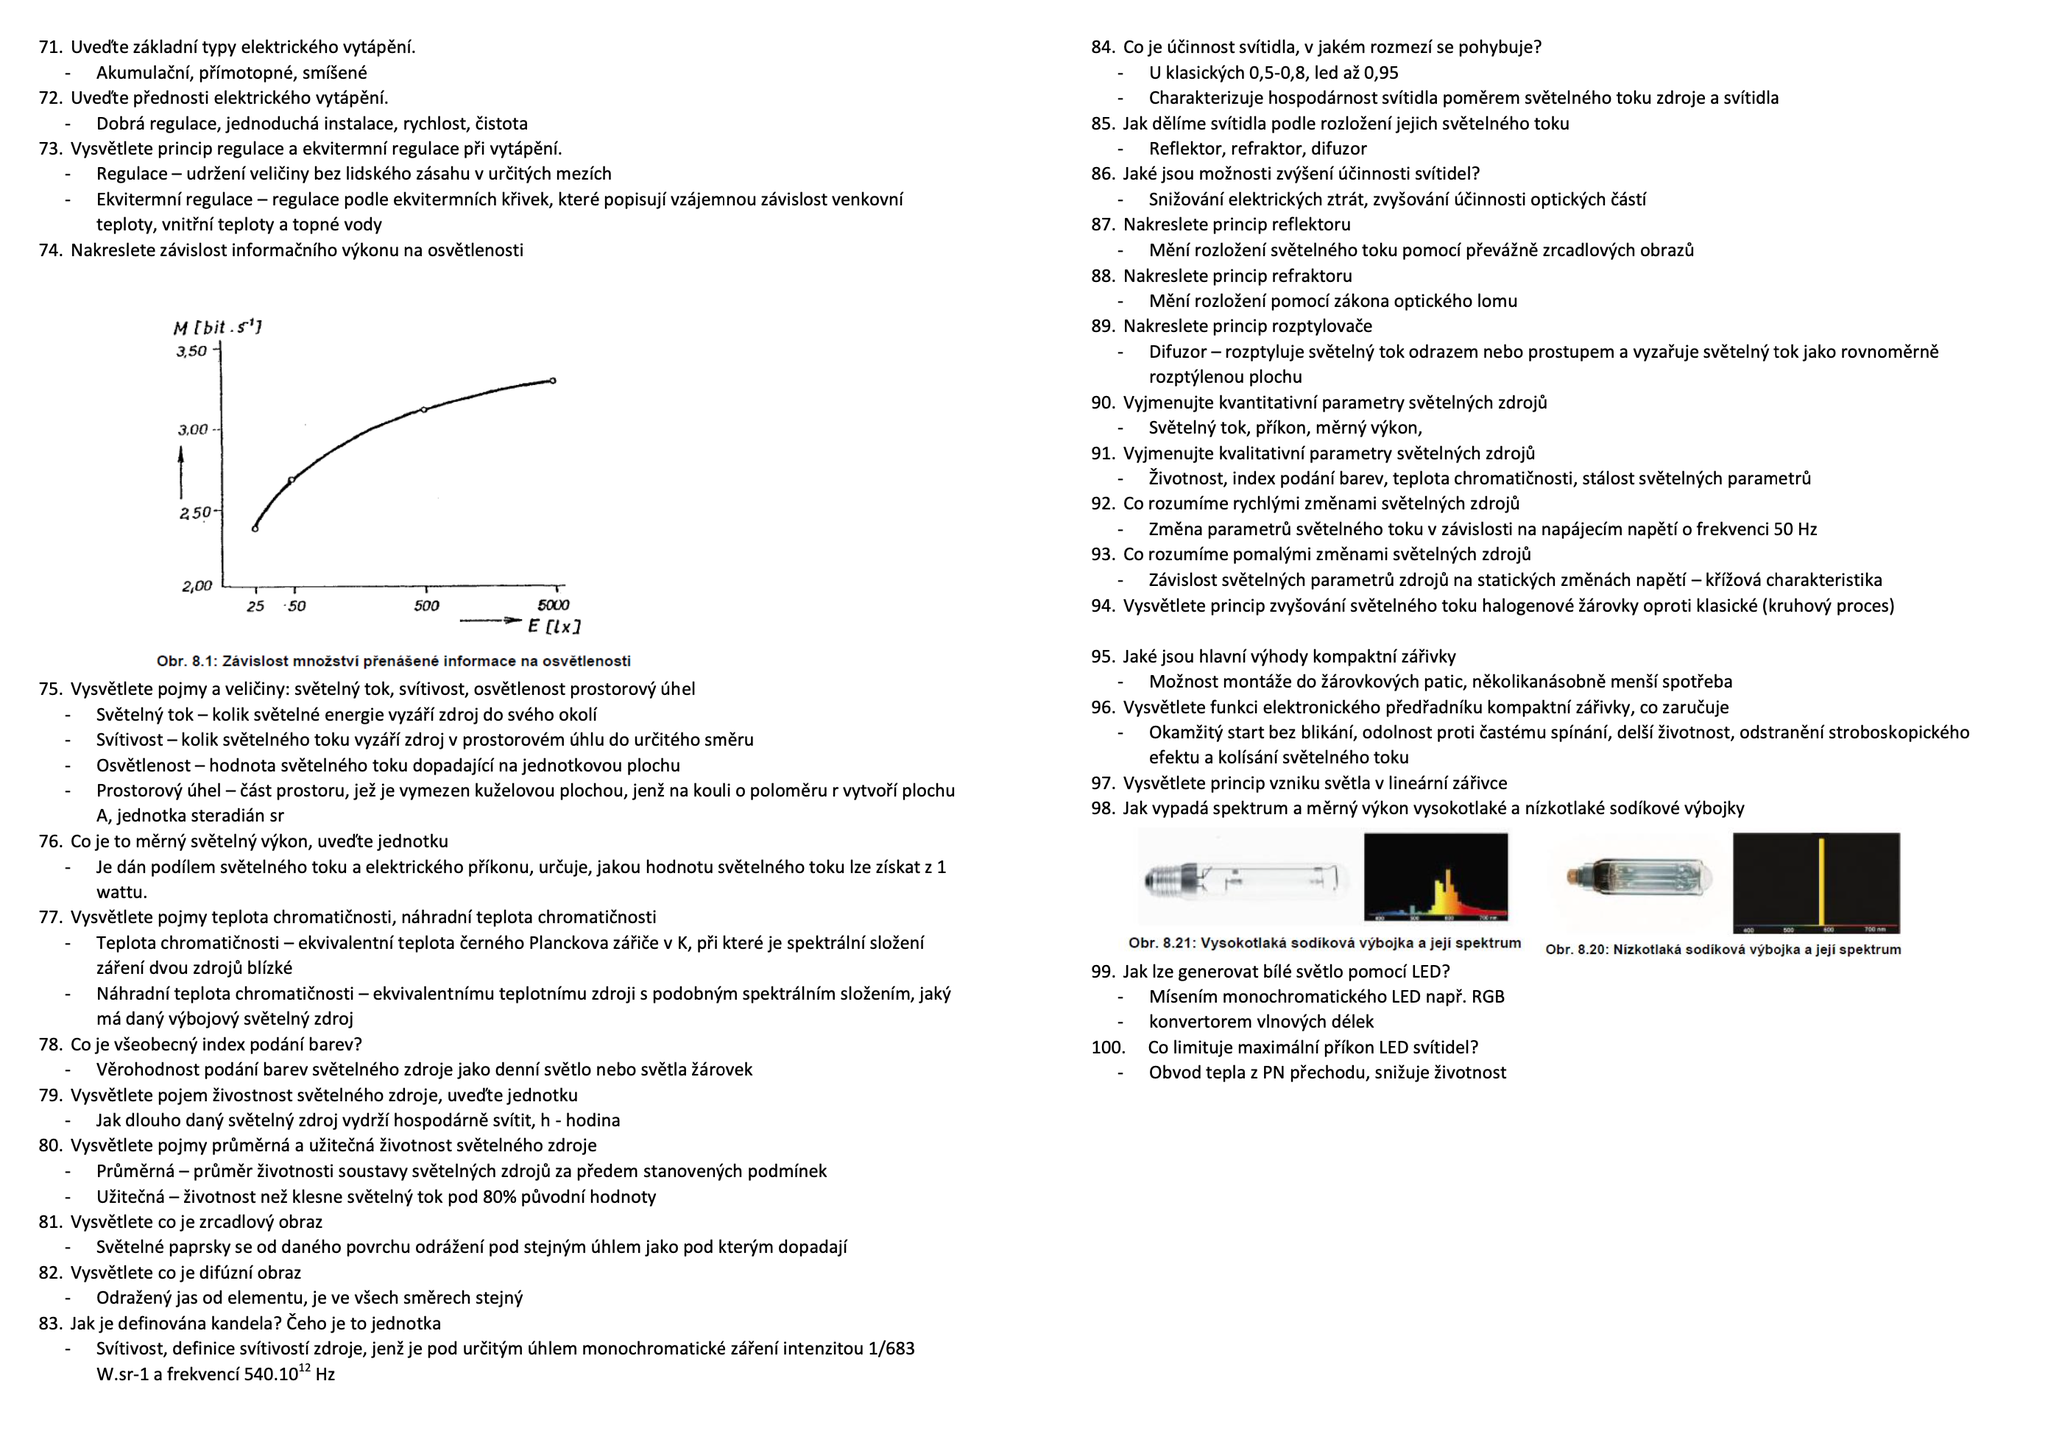 71. Uveďte základní typy elektrického vytápění.
- Akumulační, přímotopné, smíšené
72. Uveďte přednosti elektrického vytápění.
- Dobrá regulace, jednoduchá instalace, rychlost, čistota
73. Vysvětlete princip regulace a ekvitermní regulace při vytápění.
- Regulace – udržení veličiny bez lidského zásahu v určitých mezích
- Ekvitermní regulace – regulace podle ekvitermních křivek, které popisují vzájemnou závislost venkovní
teploty, vnitřní teploty a topné vody
74. Nakreslete závislost informačního výkonu na osvětlenosti
M [bit . s⁻¹]
3,50
3,00
2,50
2,00
25 50 500 5000
E [lx]
Obr. 8.1: Závislost množství přenášené informace na osvětlenosti
75. Vysvětlete pojmy a veličiny: světelný tok, svítivost, osvětlenost prostorový úhel
- Světelný tok – kolik světelné energie vyzáří zdroj do svého okolí
- Svítivost – kolik světelného toku vyzáří zdroj v prostorovém úhlu do určitého směru
- Osvětlenost – hodnota světelného toku dopadající na jednotkovou plochu
- Prostorový úhel – část prostoru, jež je vymezen kuželovou plochou, jenž na kouli o poloměru r vytvoří plochu
A, jednotka steradián sr
76. Co je to měrný světelný výkon, uveďte jednotku
- Je dán podílem světelného toku a elektrického příkonu, určuje, jakou hodnotu světelného toku lze získat z 1
wattu.
77. Vysvětlete pojmy teplota chromatičnosti, náhradní teplota chromatičnosti
- Teplota chromatičnosti – ekvivalentní teplota černého Planckova zářiče v K, při které je spektrální složení
záření dvou zdrojů blízké
- Náhradní teplota chromatičnosti – ekvivalentnímu teplotnímu zdroji s podobným spektrálním složením, jaký
má daný výbojový světelný zdroj
78. Co je všeobecný index podání barev?
- Věrohodnost podání barev světelného zdroje jako denní světlo nebo světla žárovek
79. Vysvětlete pojem živostnost světelného zdroje, uveďte jednotku
- Jak dlouho daný světelný zdroj vydrží hospodárně svítit, h - hodina
80. Vysvětlete pojmy průměrná a užitečná životnost světelného zdroje
- Průměrná – průměr životnosti soustavy světelných zdrojů za předem stanovených podmínek
- Užitečná – životnost než klesne světelný tok pod 80% původní hodnoty
81. Vysvětlete co je zrcadlový obraz
- Světelné paprsky se od daného povrchu odrážení pod stejným úhlem jako pod kterým dopadají
82. Vysvětlete co je difúzní obraz
- Odražený jas od elementu, je ve všech směrech stejný
83. Jak je definována kandela? Čeho je to jednotka
- Svítivost, definice svítivostí zdroje, jenž je pod určitým úhlem monochromatické záření intenzitou 1/683
W.sr-1 a frekvencí 540.10¹² Hz
84. Co je účinnost svítidla, v jakém rozmezí se pohybuje?
- U klasických 0,5-0,8, led až 0,95
- Charakterizuje hospodárnost svítidla poměrem světelného toku zdroje a svítidla
85. Jak dělíme svítidla podle rozložení jejich světelného toku
- Reflektor, refraktor, difuzor
86. Jaké jsou možnosti zvýšení účinnosti svítidel?
- Snižování elektrických ztrát, zvyšování účinnosti optických částí
87. Nakreslete princip reflektoru
- Mění rozložení světelného toku pomocí převážně zrcadlových obrazů
88. Nakreslete princip refraktoru
- Mění rozložení pomocí zákona optického lomu
89. Nakreslete princip rozptylovače
- Difuzor – rozptyluje světelný tok odrazem nebo prostupem a vyzařuje světelný tok jako rovnoměrně
rozptýlenou plochu
90. Vyjmenujte kvantitativní parametry světelných zdrojů
- Světelný tok, příkon, měrný výkon,
91. Vyjmenujte kvalitativní parametry světelných zdrojů
- Životnost, index podání barev, teplota chromatičnosti, stálost světelných parametrů
92. Co rozumíme rychlými změnami světelných zdrojů
- Změna parametrů světelného toku v závislosti na napájecím napětí o frekvenci 50 Hz
93. Co rozumíme pomalými změnami světelných zdrojů
- Závislost světelných parametrů zdrojů na statických změnách napětí – křížová charakteristika
94. Vysvětlete princip zvyšování světelného toku halogenové žárovky oproti klasické (kruhový proces)
95. Jaké jsou hlavní výhody kompaktní zářivky
- Možnost montáže do žárovkových patic, několikanásobně menší spotřeba
96. Vysvětlete funkci elektronického předřadníku kompaktní zářivky, co zaručuje
- Okamžitý start bez blikání, odolnost proti častému spínání, delší životnost, odstranění stroboskopického
efektu a kolísání světelného toku
97. Vysvětlete princip vzniku světla v lineární zářivce
98. Jak vypadá spektrum a měrný výkon vysokotlaké a nízkotlaké sodíkové výbojky
400 500 600 700 nm
400 500 600 700 nm
Obr. 8.21: Vysokotlaká sodíková výbojka a její spektrum
Obr. 8.20: Nízkotlaká sodíková výbojka a její spektrum
99. Jak lze generovat bílé světlo pomocí LED?
- Mísením monochromatického LED např. RGB
- konvertorem vlnových délek
100. Co limituje maximální příkon LED svítidel?
- Obvod tepla z PN přechodu, snižuje životnost